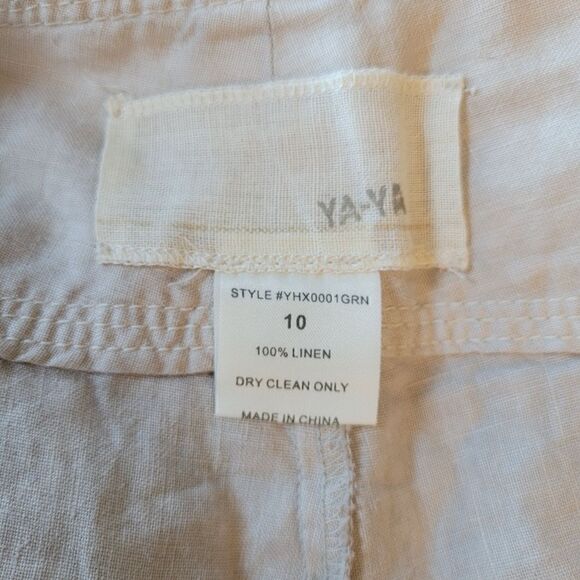 YA-YA
STYLE #YHX0001GRN
10
100% LINEN
DRY CLEAN ONLY
MADE IN CHINA